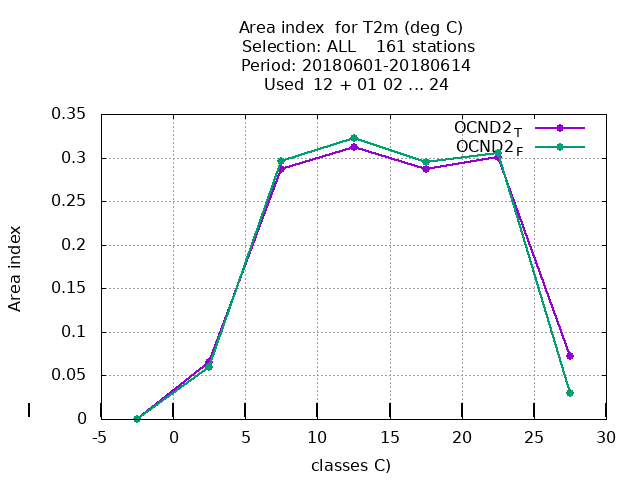 Area index  for T2m (deg C)
Selection: ALL    161 stations
Period: 20180601-20180614
Used  12 + 01 02 ... 24
0.35
0.3
0.25
0.2
0.15
0.1
0.05
0
-5
0
5
10
15
20
25
30
Area index
classes C)
OCND2_T
OCND2_F